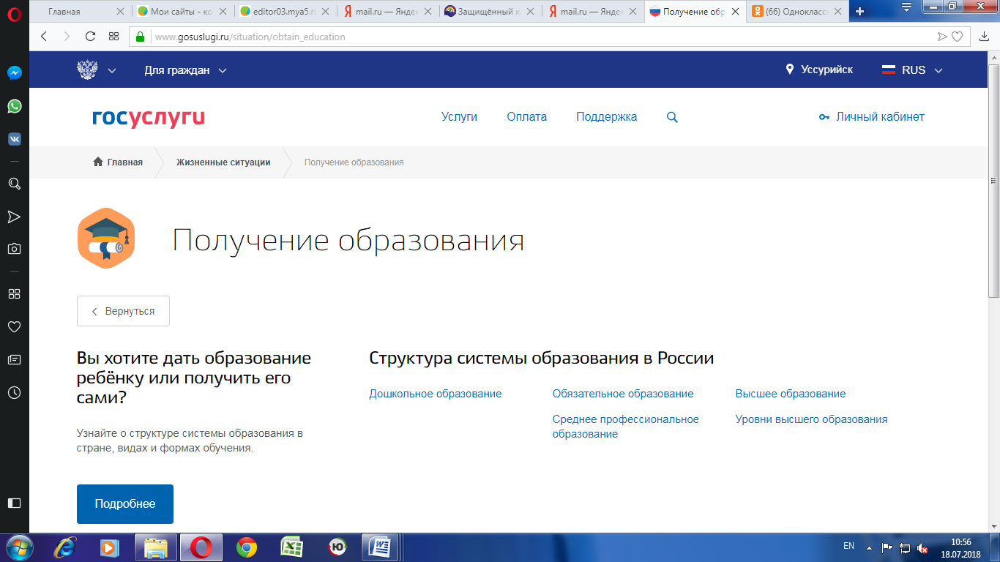 Главная
Мои сайты - ко
editor03.mya5.ru
mail.ru — Яндек
Защищённый к
mail.ru — Яндек
Получение обр
(66) Одноклассе
www.gosuslugi.ru/situation/obtain_education
Для граждан
Уссурийск
RUS
госуслуги
Услуги
Оплата
Поддержка
Личный кабинет
Главная
Жизненные ситуации
Получение образования
Получение образования
Вернуться
Вы хотите дать образование
ребёнку или получить его
сами?
Узнайте о структуре системы образования в
стране, видах и формах обучения.
Подробнее
Структура системы образования в России
Дошкольное образование
Обязательное образование
Высшее образование
Среднее профессиональное
образование
Уровни высшего образования
EN
10:56
18.07.2018